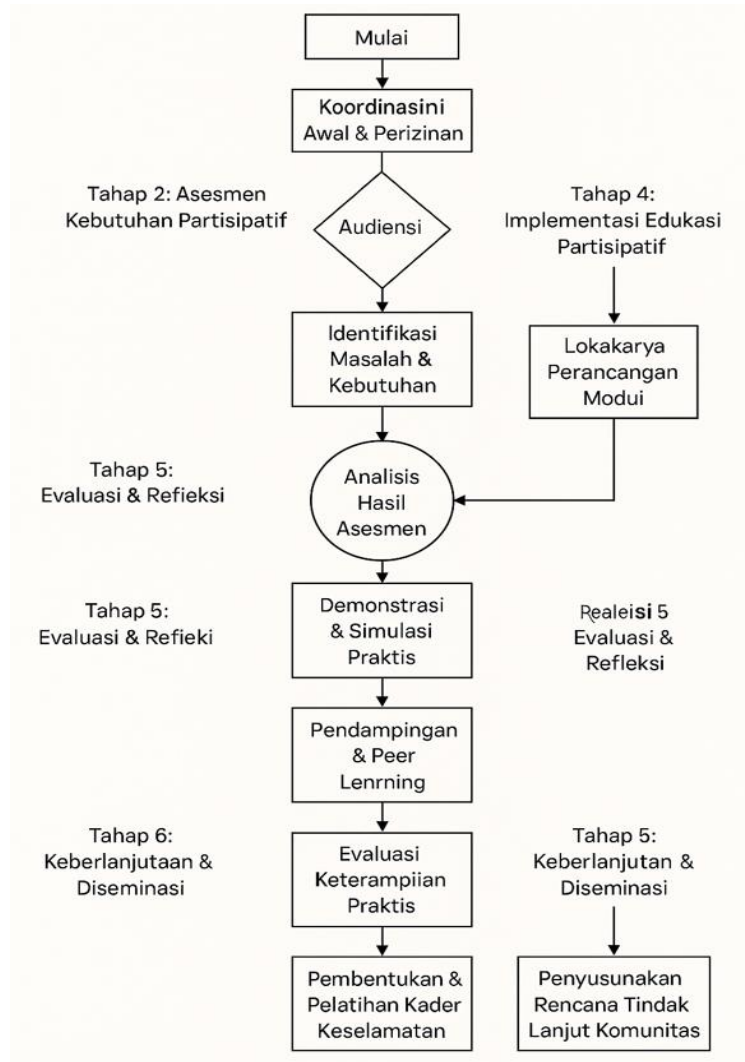 Mulai
Koordinasini
Awal & Perizinan
Tahap 2: Asesmen
Kebutuhan Partisipatif
Audiensi
Tahap 4:
Implementasi Edukasi
Partisipatif
Identifikasi
Masalah &
Kebutuhan
Lokakarya
Perancangan
Modui
Tahap 5:
Evaluasi & Refieksi
Analisis
Hasil
Asesmen
Tahap 5:
Evaluasi & Refieki
Demonstrasi
& Simulasi
Praktis
Realeisi 5
Evaluasi &
Refleksi
Pendampingan
& Peer
Lenrning
Tahap 6:
Keberlanjutaan &
Diseminasi
Evaluasi
Keterampiian
Praktis
Tahap 5:
Keberlanjutan &
Diseminasi
Pembentukan &
Pelatihan Kader
Keselamatan
Penyusunakan
Rencana Tindak
Lanjut Komunitas